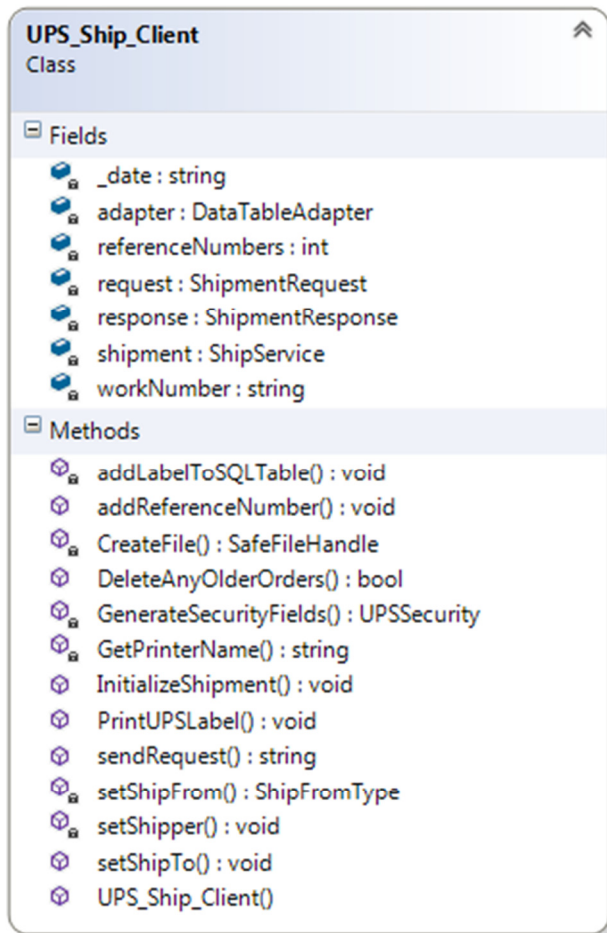 UPS_Ship_Client
Class
Fields
_date : string
adapter : DataTableAdapter
referenceNumbers : int
request : ShipmentRequest
response : ShipmentResponse
shipment : ShipService
workNumber : string
Methods
addLabelToSQLTable() : void
addReferenceNumber() : void
CreateFile() : SafeFileHandle
DeleteAnyOlderOrders() : bool
GenerateSecurityFields() : UPSSecurity
GetPrinterName() : string
InitializeShipment() : void
PrintUPSLabel() : void
sendRequest() : string
setShipFrom() : ShipFromType
setShipper() : void
setShipTo() : void
UPS_Ship_Client()